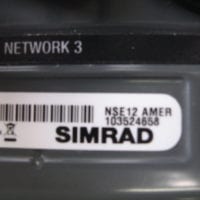 NETWORK 3
NSE12 AMER
103524658
SIMRAD